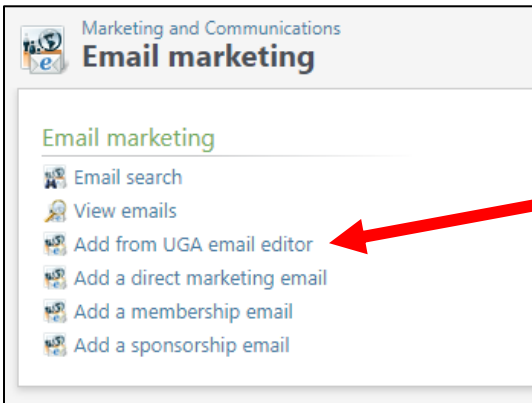 Marketing and Communications
Email marketing
Email marketing
Email search
View emails
Add from UGA email editor
Add a direct marketing email
Add a membership email
Add a sponsorship email